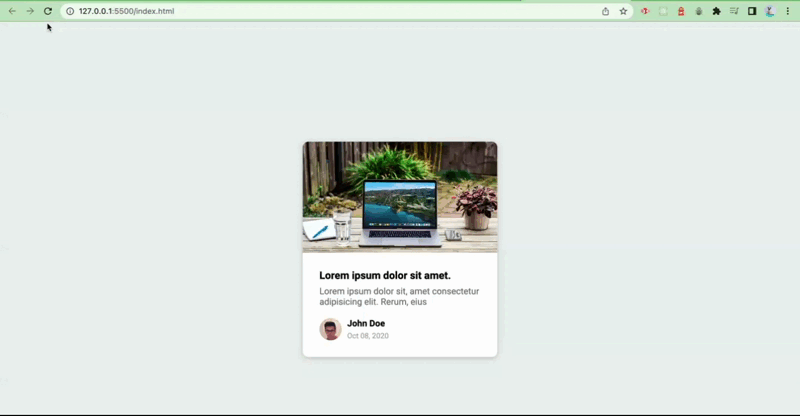 127.0.0.1:5500/index.html
Lorem ipsum dolor sit amet.
Lorem ipsum dolor sit, amet consectetur
adipisicing elit. Rerum, eius
John Doe
Oct 08, 2020